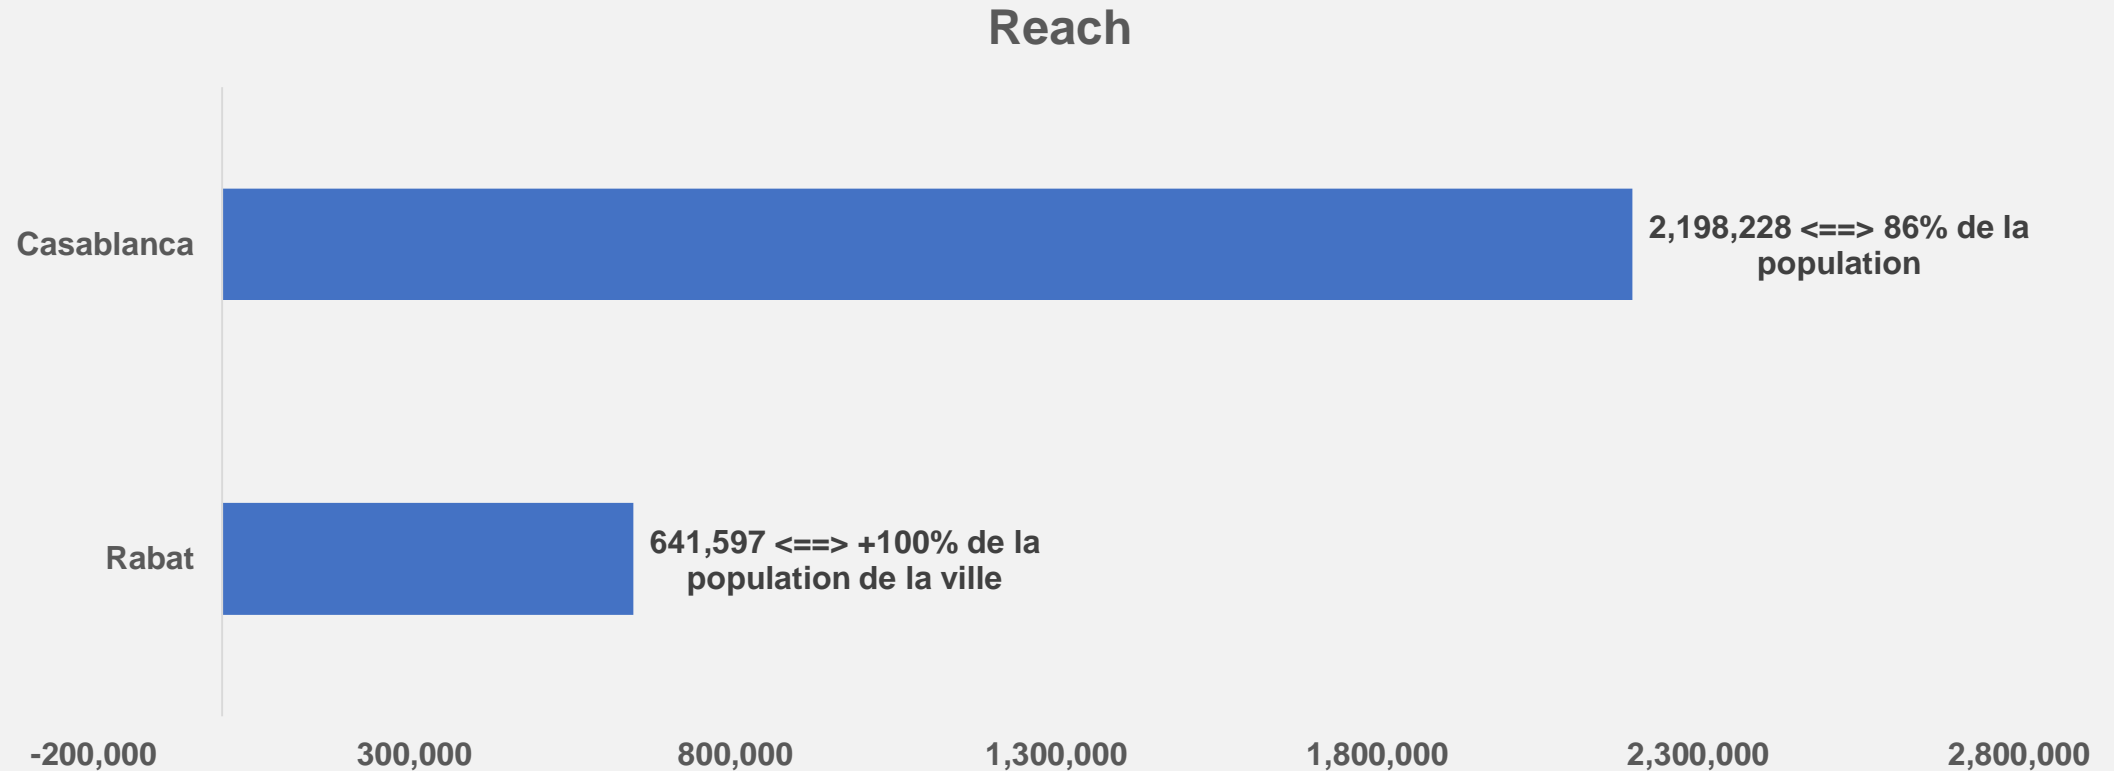 Reach
Casablanca
2,198,228 <==> 86% de la
population
Rabat
641,597 <==> +100% de la
population de la ville
-200,000 300,000 800,000 1,300,000 1,800,000 2,300,000 2,800,000